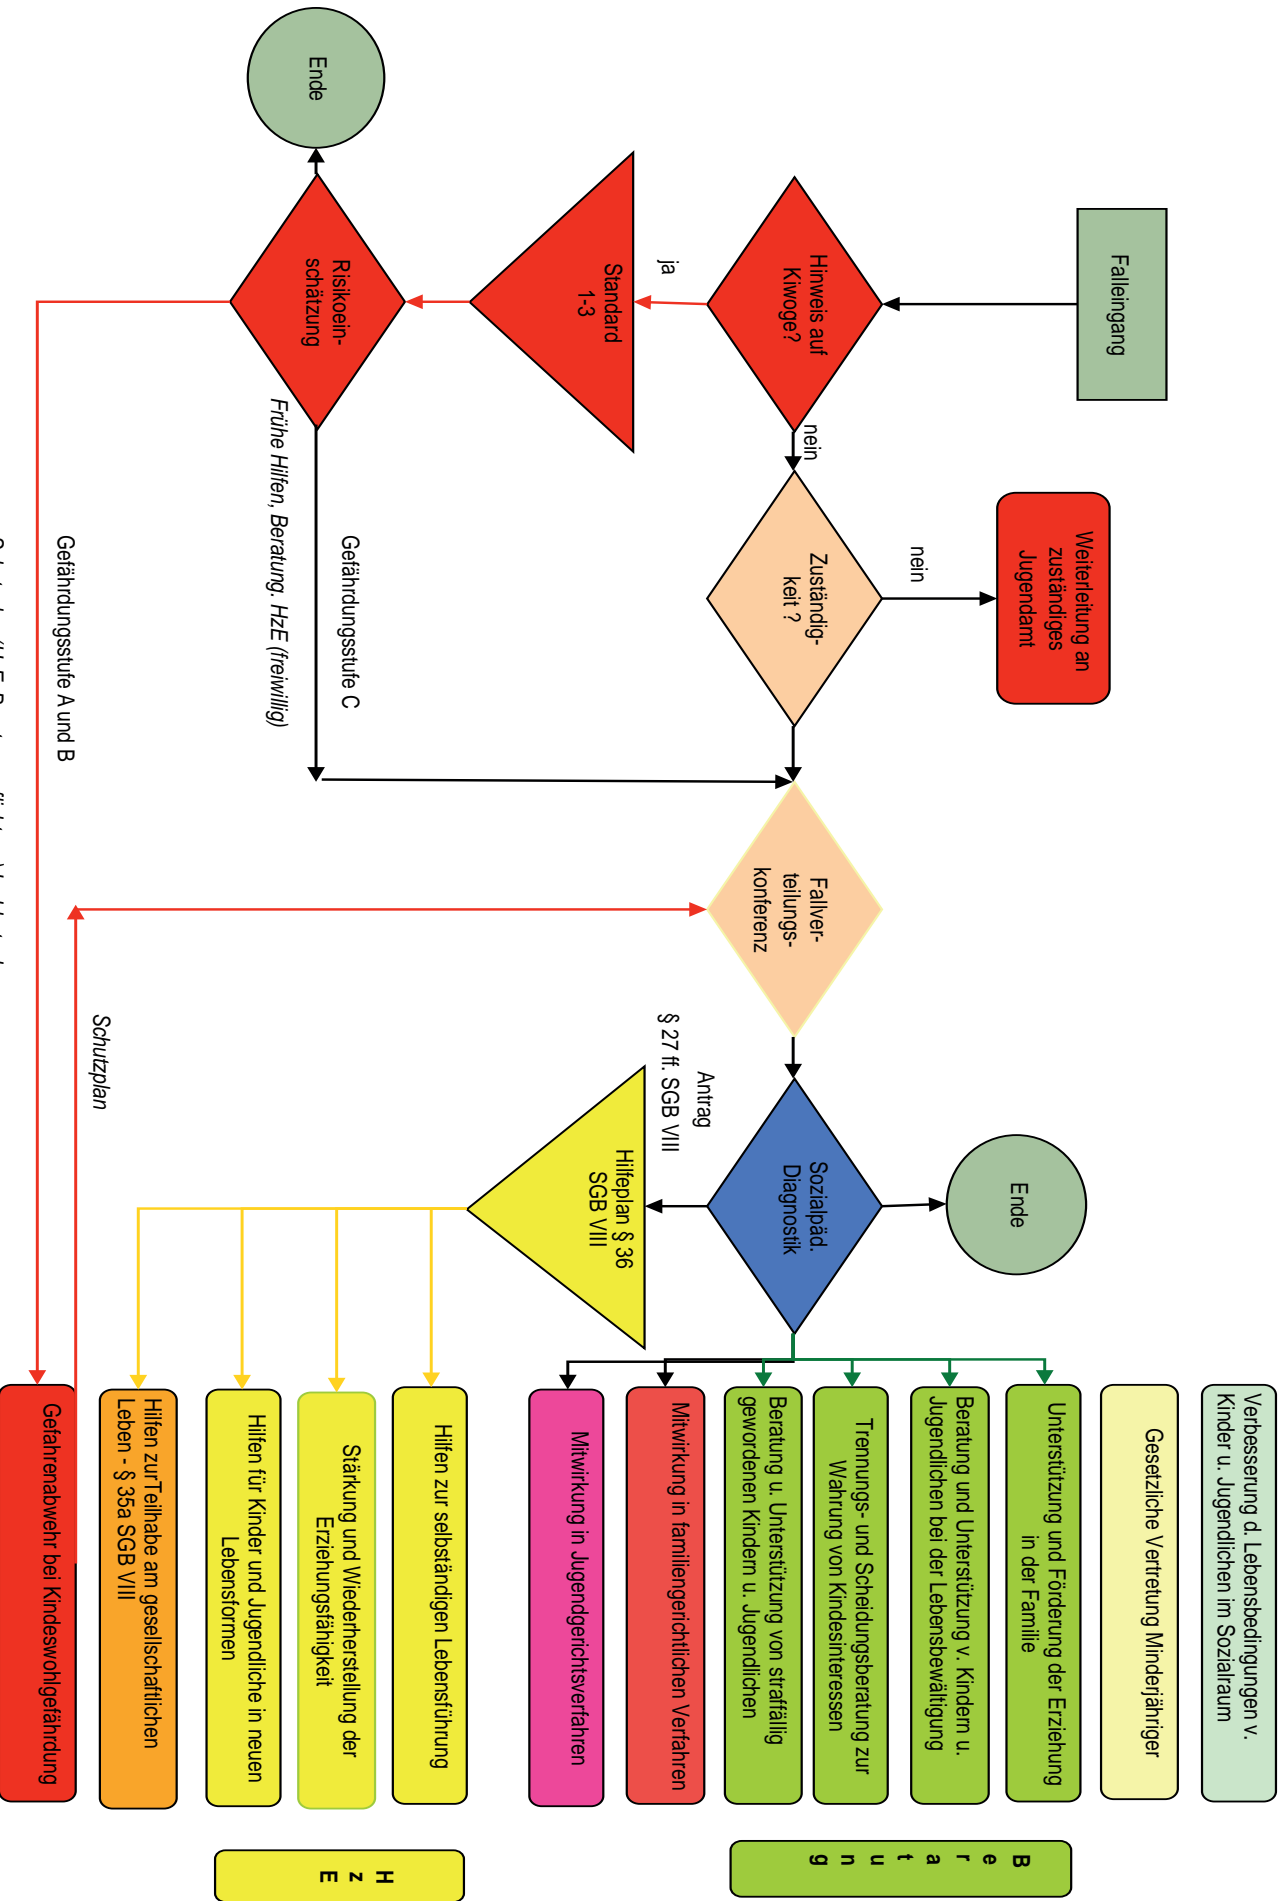 Falleingang
Hinweis auf
Kiwoge?
ja
nein
Standard
1-3
Risikoein-
schätzung
Ende
Weiterleitung an
zuständiges
Jugendamt
nein
Zuständig-
keit ?
Gefährdungsstufe C
Frühe Hilfen, Beratung. HzE (freiwillig)
Gefährdungsstufe A und B
Fallver-
teilungs-
konferenz
Schutzplan
Ende
Sozialpäd.
Diagnostik
Antrag
§ 27 ff. SGB VIII
Hilfeplan § 36
SGB VIII
Verbesserung d. Lebensbedingungen v.
Kinder u. Jugendlichen im Sozialraum
Gesetzliche Vertretung Minderjähriger
Unterstützung und Förderung der Erziehung
in der Familie
Beratung und Unterstützung v. Kindern u.
Jugendlichen bei der Lebensbewältigung
Trennungs- und Scheidungsberatung zur
Wahrung von Kindesinteressen
Beratung u. Unterstützung von straffällig
gewordenen Kindern u. Jugendlichen
Mitwirkung in familiengerichtlichen Verfahren
Mitwirkung in Jugendgerichtsverfahren
Hilfen zur selbständigen Lebensführung
Stärkung und Wiederherstellung der
Erziehungsfähigkeit
Hilfen für Kinder und Jugendliche in neuen
Lebensformen
Hilfen zurTeilhabe am gesellschaftlichen
Leben - § 35a SGB VIII
Gefahrenabwehr bei Kindeswohlgefährdung
B
e
r
a
t
u
n
g
H
z
E